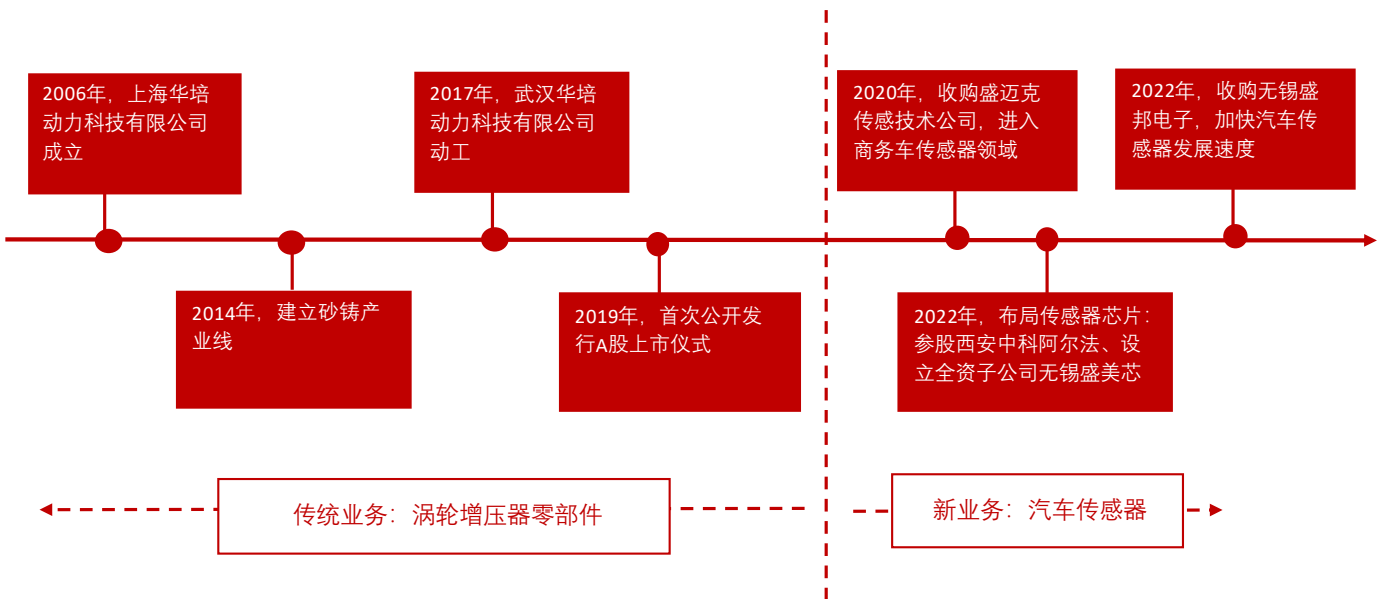 2006年，上海华培
动力科技有限公司
成立
2017年，武汉华培
动力科技有限公司
动工
2020年，收购盛迈克
传感技术公司，进入
商务车传感器领域
2022年，收购无锡盛
邦电子，加快汽车传
感器发展速度
2014年，建立砂铸产
业线
2019年，首次公开发
行A股上市仪式
2022年，布局传感器芯片：
参股西安中科阿尔法、设
立全资子公司无锡盛美芯
传统业务：涡轮增压器零部件
新业务：汽车传感器